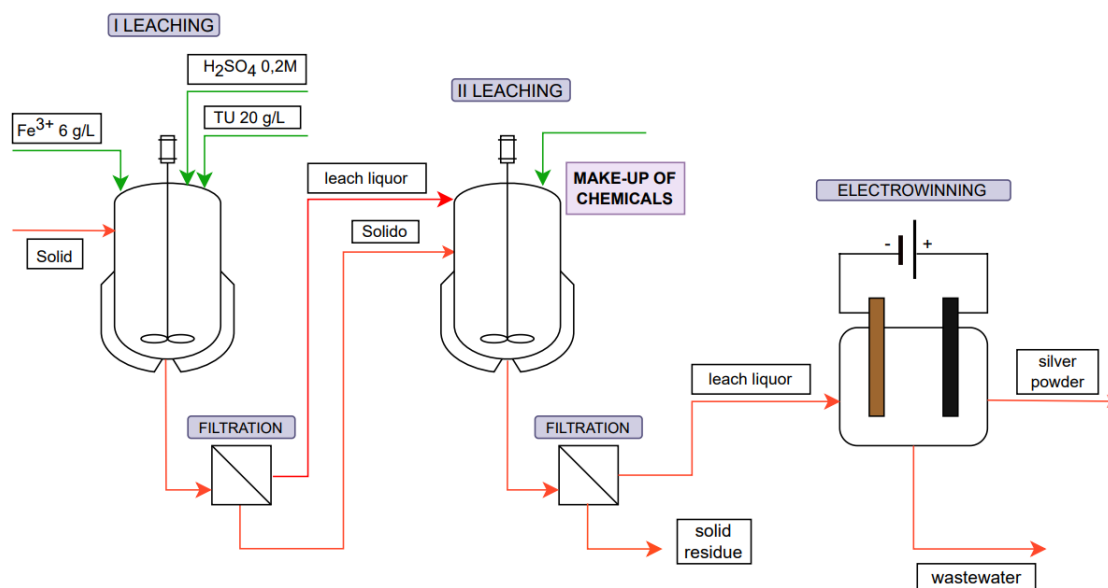 I LEACHING
H₂SO₄ 0,2M
Fe³⁺ 6 g/L
TU 20 g/L
Solid
II LEACHING
leach liquor
Solido
MAKE-UP OF
CHEMICALS
ELECTROWINNING
- +
FILTRATION
FILTRATION
leach liquor
silver
powder
solid
residue
wastewater